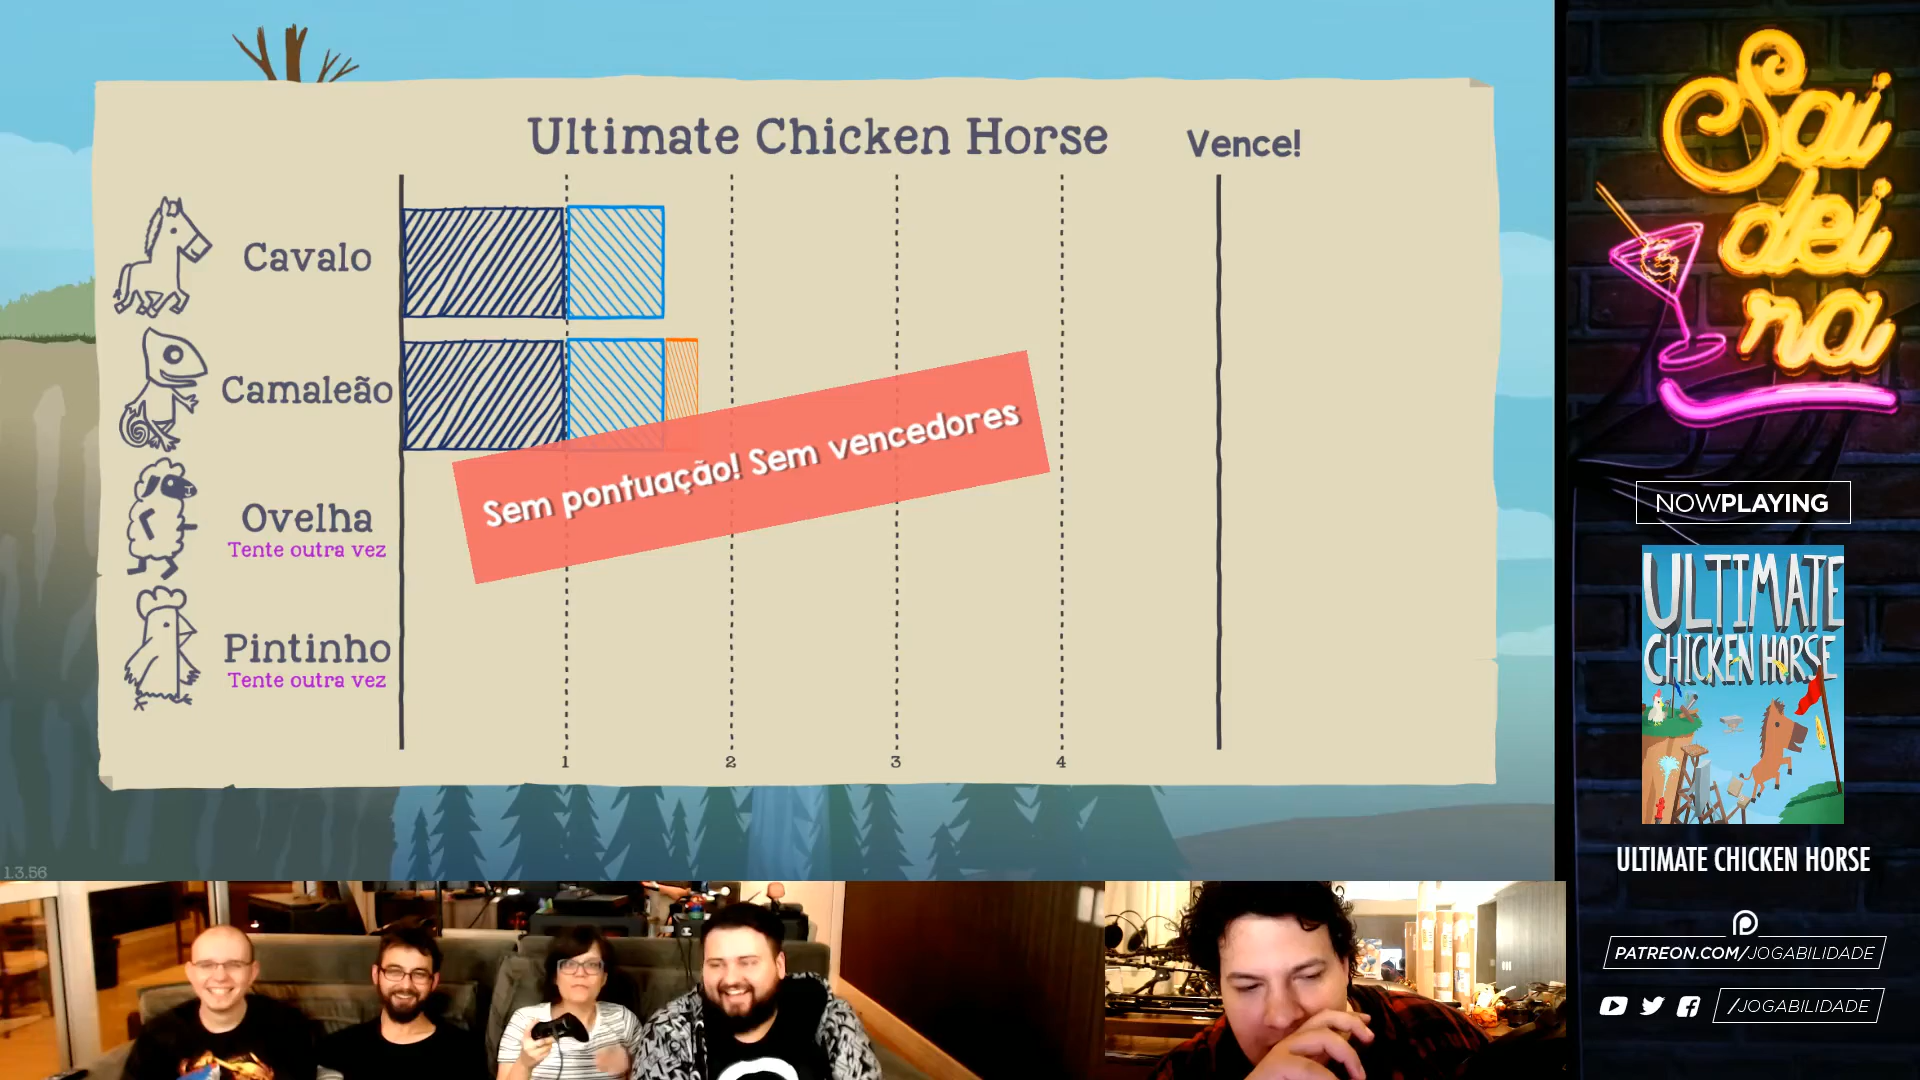 Ultimate Chicken Horse
Vence!
Cavalo
Camaleão
Ovelha
Tente outra vez
Pintinho
Tente outra vez
Sem pontuação! Sem vencedores
1
2
3
4
1.3.56
Sai
dei
ra
NOWPLAYING
ULTIMATE
CHICKEN HORSE
ULTIMATE CHICKEN HORSE
PATREON.COM/JOGABILIDADE
/JOGABILIDADE